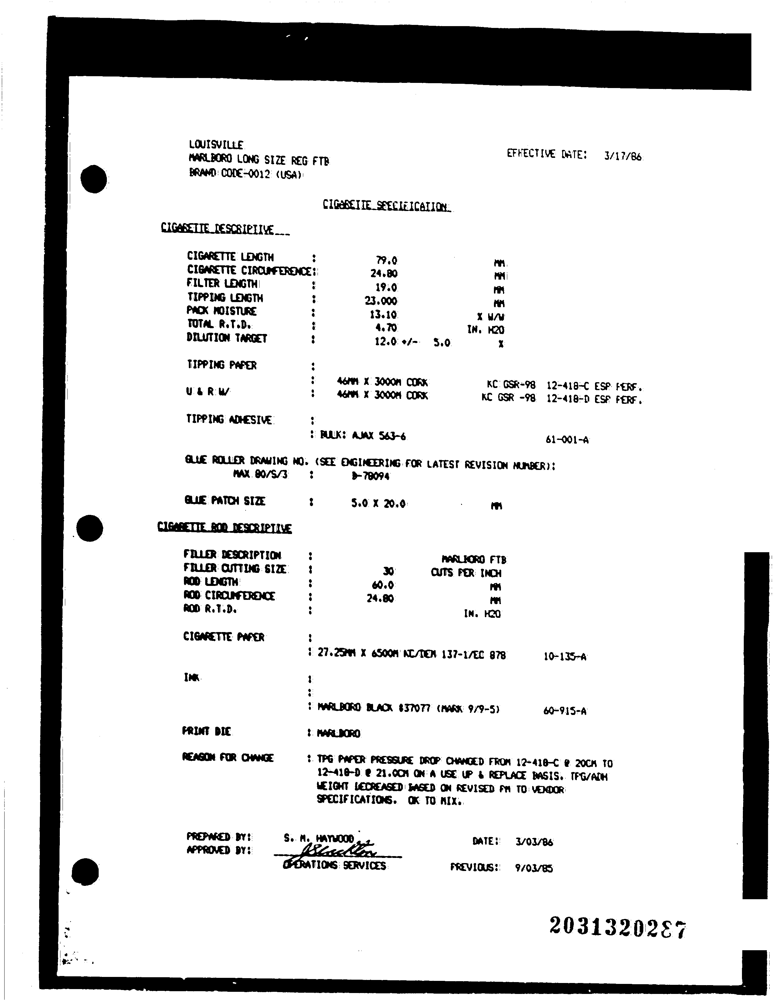 LOUISVILLE
MARLBORO LONG SIZE REG FTB
BRAND CODE-0012 (USA)
EFFECTIVE DATE: 3/17/86
CIGARETTE SPECIFICATION
CIGARETTE DESCRIPTIVE
CIGARETTE LENGTH : 79.0 MM
CIGARETTE CIRCUMFERENCE: 24.80 MM
FILTER LENGTH : 19.0 MM
TIPPING LENGTH : 23.000 MM
PACK MOISTURE : 13.10 % W/W
TOTAL R.T.D. : 4.70 IN. H2O
DILUTION TARGET : 12.0 +/- 5.0 %
TIPPING PAPER :
: 46MM X 3000M CORK KC GSR-98 12-418-C ESP PERF.
U & R W/ : 46MM X 3000M CORK KC GSR -98 12-418-D ESP PERF.
TIPPING ADHESIVE :
: BULK: AJAX 563-6 61-001-A
GLUE ROLLER DRAWING NO. (SEE ENGINEERING FOR LATEST REVISION NUMBER):
MAX 80/S/3 : B-78094
GLUE PATCH SIZE : 5.0 X 20.0 MM
CIGARETTE ROD DESCRIPTIVE
FILLER DESCRIPTION : MARLBORO FTB
FILLER CUTTING SIZE : 30 CUTS PER INCH
ROD LENGTH : 60.0 MM
ROD CIRCUMFERENCE : 24.80 MM
ROD R.T.D. : IN. H2O
CIGARETTE PAPER :
: 27.25MM X 6500M KC/DEM 137-1/EC 878 10-135-A
INK :
:
: MARLBORO BLACK #37077 (MARK 9/9-5) 60-915-A
PRINT DIE : MARLBORO
REASON FOR CHANGE : TPG PAPER PRESSURE DROP CHANGED FROM 12-418-C @ 20CM TO
12-418-D @ 21.0CM ON A USE UP & REPLACE BASIS. TPG/ADH
WEIGHT DECREASED BASED ON REVISED PM TO VENDOR
SPECIFICATIONS. OK TO MIX.
PREPARED BY: S. M. HAYWOOD DATE: 3/03/86
APPROVED BY:
OPERATIONS SERVICES PREVIOUS: 9/03/85
2031320287